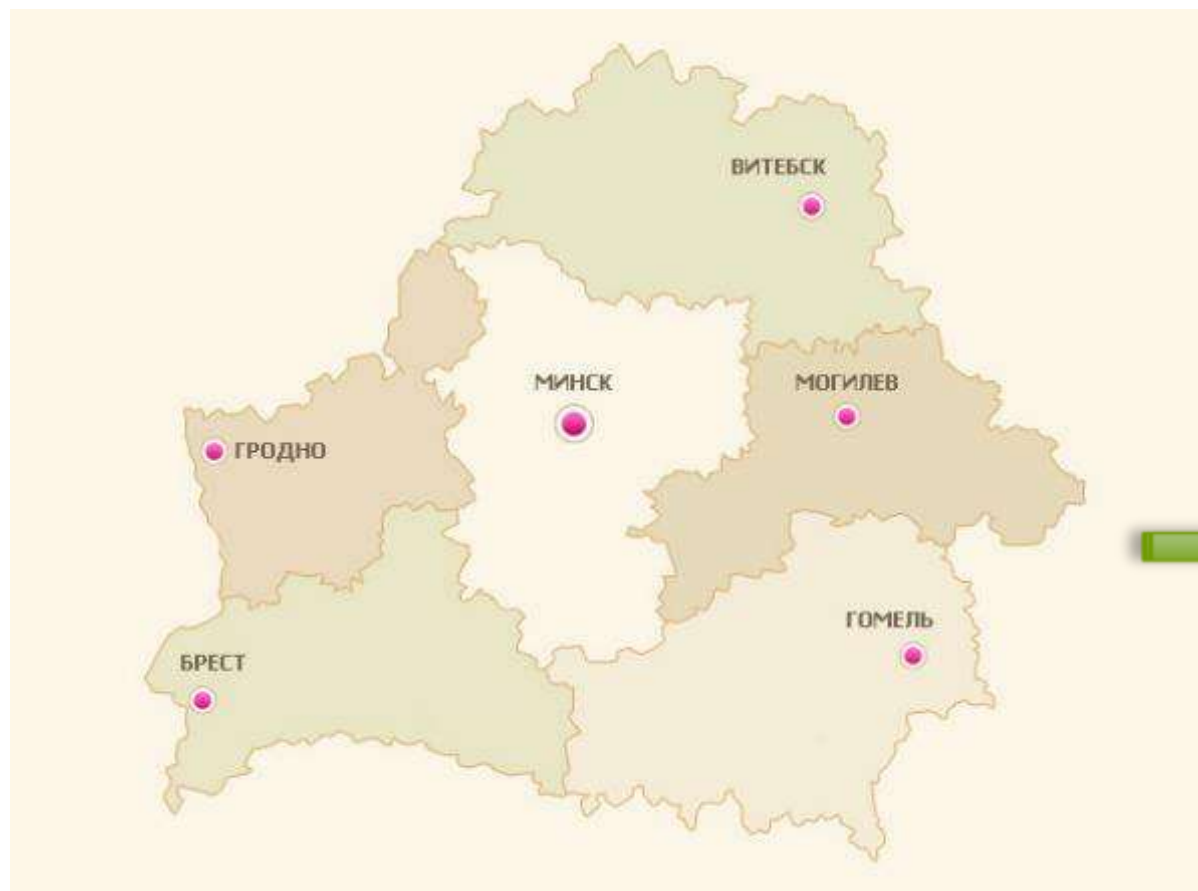 ВИТЕБСК
МИНСК
МОГИЛЕВ
ГРОДНО
ГОМЕЛЬ
БРЕСТ